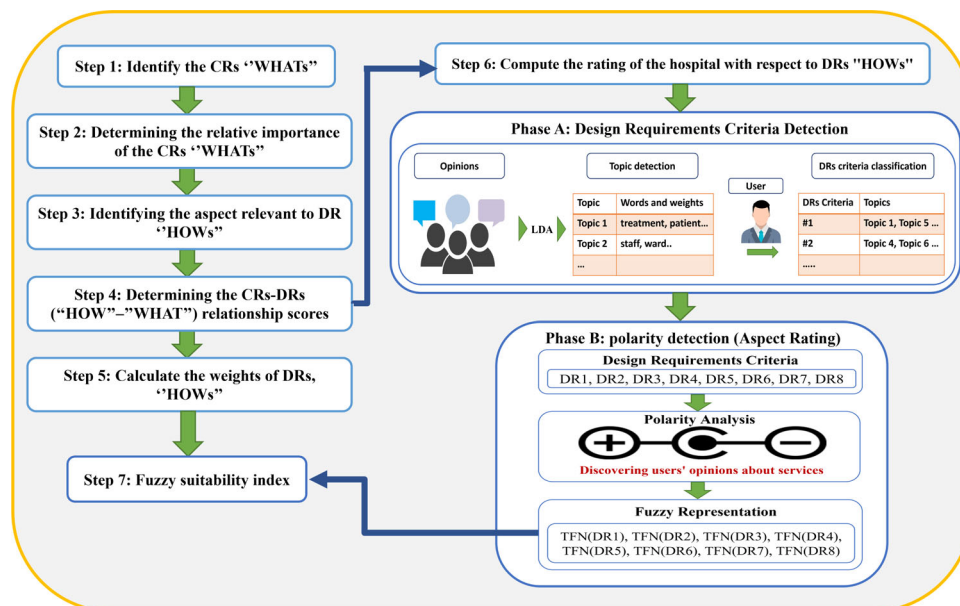 Step 1: Identify the CRs ‘’WHATs”
Step 2: Determining the relative importance
of the CRs ‘’WHATs”
Step 3: Identifying the aspect relevant to DR
‘’HOWs”
Step 4: Determining the CRs-DRs
(“HOW”–”WHAT”) relationship scores
Step 5: Calculate the weights of DRs,
‘’HOWs”
Step 7: Fuzzy suitability index
Step 6: Compute the rating of the hospital with respect to DRs "HOWs"
Phase A: Design Requirements Criteria Detection
Opinions
LDA
Topic detection
Topic Words and weights
Topic 1 treatment, patient...
Topic 2 staff, ward..
...
User
DRs criteria classification
DRs Criteria Topics
#1 Topic 1, Topic 5 ...
#2 Topic 4, Topic 6 ...
.....
Phase B: polarity detection (Aspect Rating)
Design Requirements Criteria
DR1, DR2, DR3, DR4, DR5, DR6, DR7, DR8
Polarity Analysis
Discovering users' opinions about services
Fuzzy Representation
TFN(DR1), TFN(DR2), TFN(DR3), TFN(DR4),
TFN(DR5), TFN(DR6), TFN(DR7), TFN(DR8)